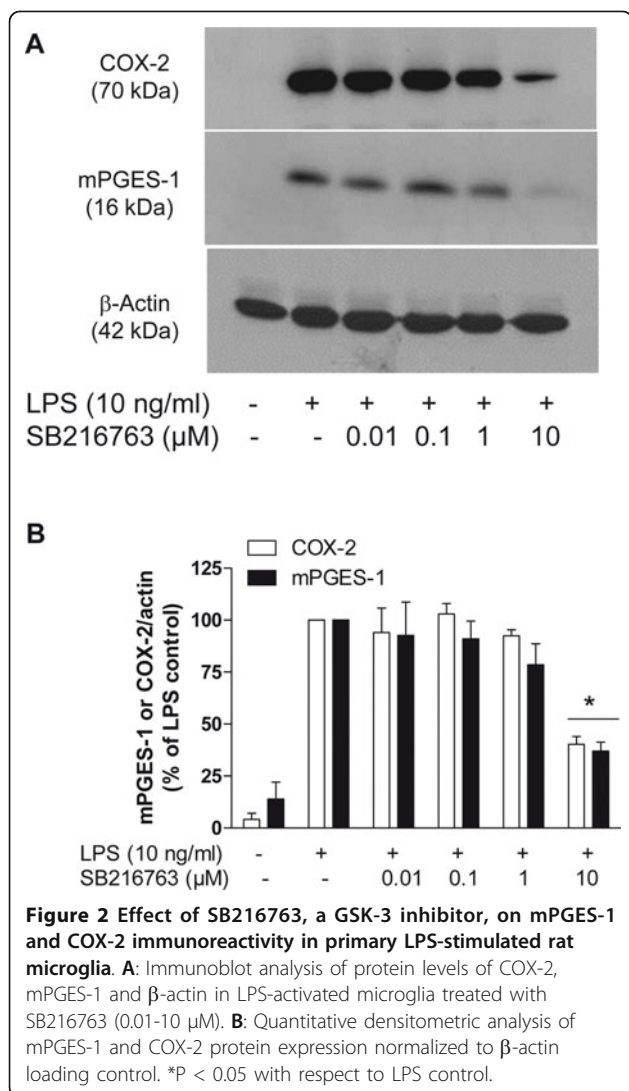 A
COX-2
(70 kDa)
mPGES-1
(16 kDa)
β-Actin
(42 kDa)
LPS (10 ng/ml) - + + + + +
SB216763 (µM) - - 0.01 0.1 1 10
B
COX-2
mPGES-1
mPGES-1 or COX-2/actin
(% of LPS control)
125
100
75
50
25
0
*
LPS (10 ng/ml) - + + + + +
SB216763 (µM) - - 0.01 0.1 1 10
Figure 2 Effect of SB216763, a GSK-3 inhibitor, on mPGES-1
and COX-2 immunoreactivity in primary LPS-stimulated rat
microglia. A: Immunoblot analysis of protein levels of COX-2,
mPGES-1 and β-actin in LPS-activated microglia treated with
SB216763 (0.01-10 µM). B: Quantitative densitometric analysis of
mPGES-1 and COX-2 protein expression normalized to β-actin
loading control. *P < 0.05 with respect to LPS control.